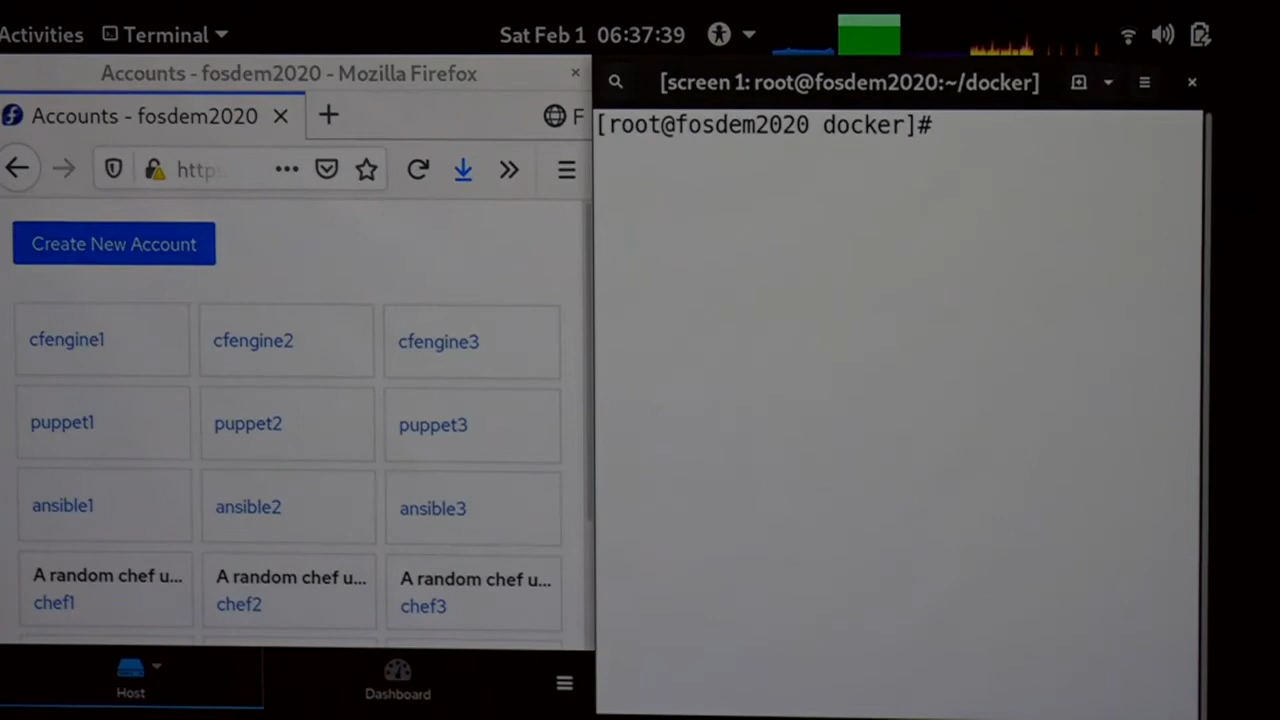 Activities
Terminal
Sat Feb 1 06:37:39
Accounts - fosdem2020 - Mozilla Firefox
Accounts - fosdem2020
F
http
Create New Account
cfengine1
cfengine2
cfengine3
puppet1
puppet2
puppet3
ansible1
ansible2
ansible3
A random chef u...
chef1
A random chef u...
chef2
A random chef u...
chef3
Host
Dashboard
[screen 1: root@fosdem2020:~/docker]
[root@fosdem2020 docker]#